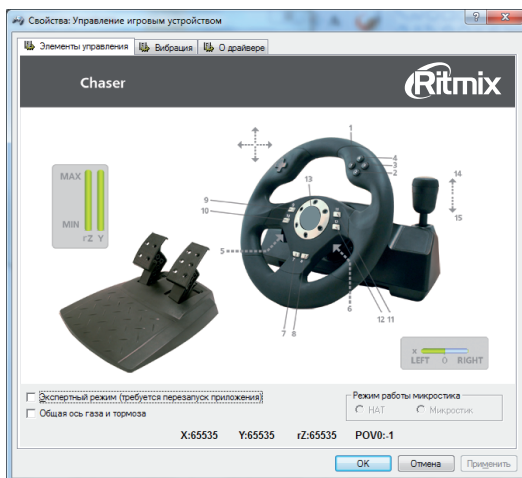 Свойства: Управление игровым устройством
Элементы управления Вибрация О драйвере
Chaser Ritmix
1
4
3
2
13
14
15
9
10
5
6
7 8
12 11
MAX
MIN
rZ Y
x
LEFT 0 RIGHT
Экспертный режим (требуется перезапуск приложения)
Общая ось газа и тормоза
Режим работы микростика
HAT Микростик
X:65535 Y:65535 rZ:65535 POV0:-1
OK Отмена Применить